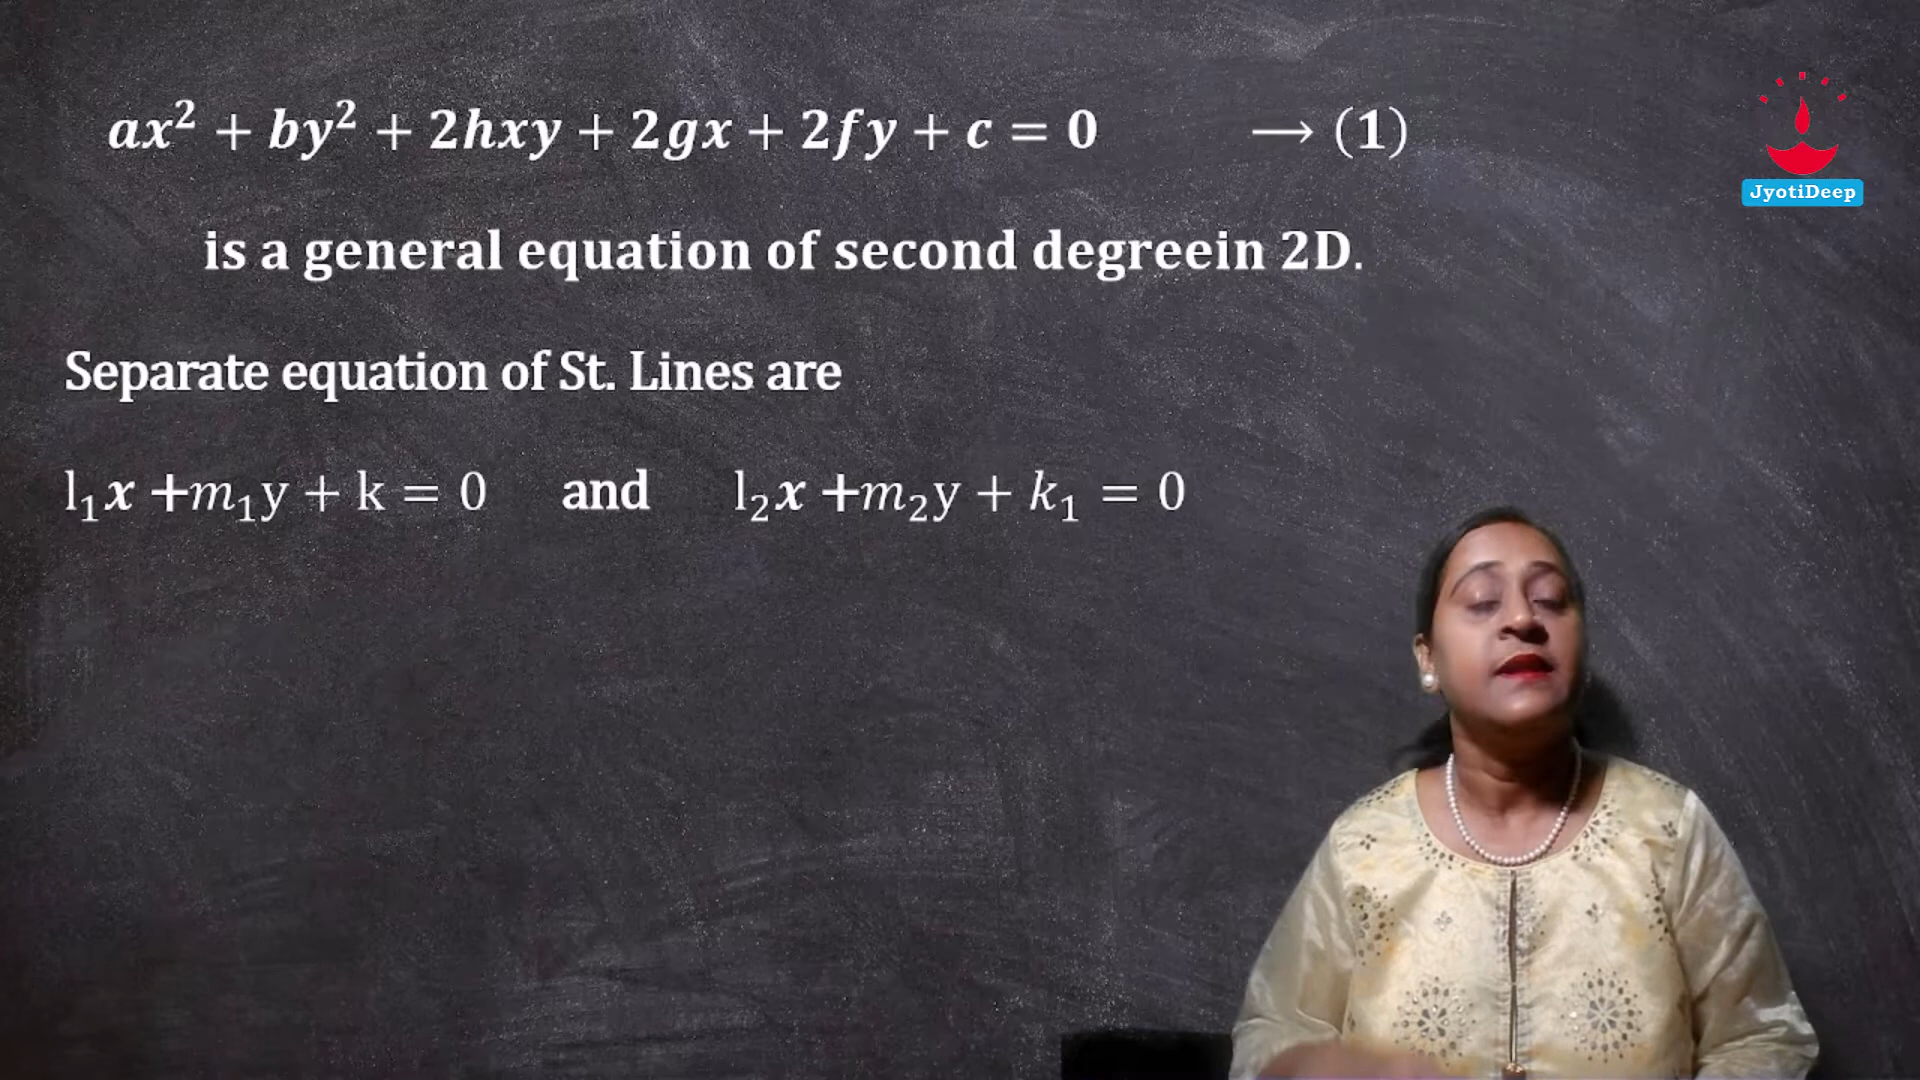 ax² + by² + 2hxy + 2gx + 2fy + c = 0 ⟶ (1)
JyotiDeep
is a general equation of second degreein 2D.
Separate equation of St. Lines are
l₁x +m₁y + k = 0 and l₂x +m₂y + k₁ = 0